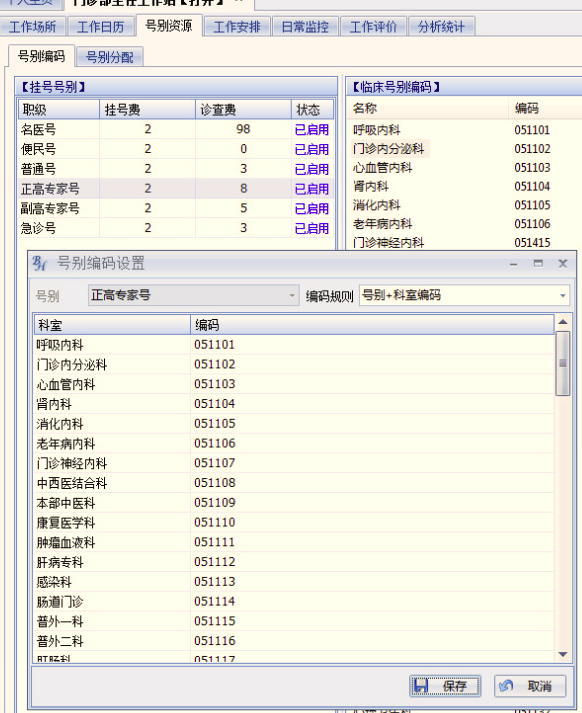 门诊部主任工作站【打开】
工作场所 工作日历 号别资源 工作安排 日常监控 工作评价 分析统计
号别编码 号别分配
【挂号号别】
职级 挂号费 诊查费 状态
名医号 2 98 已启用
便民号 2 0 已启用
普通号 2 3 已启用
正高专家号 2 8 已启用
副高专家号 2 5 已启用
急诊号 2 3 已启用
【临床号别编码】
名称 编码
呼吸内科 051101
门诊内分泌科 051102
心血管内科 051103
肾内科 051104
消化内科 051105
老年病内科 051106
门诊神经内科 051415
号别编码设置
号别 正高专家号 编码规则 号别+科室编码
科室 编码
呼吸内科 051101
门诊内分泌科 051102
心血管内科 051103
肾内科 051104
消化内科 051105
老年病内科 051106
门诊神经内科 051107
中西医结合科 051108
本部中医科 051109
康复医学科 051110
肿瘤血液科 051111
肝病专科 051112
感染科 051113
肠道门诊 051114
普外一科 051115
普外二科 051116
肛肠科 051117
保存 取消